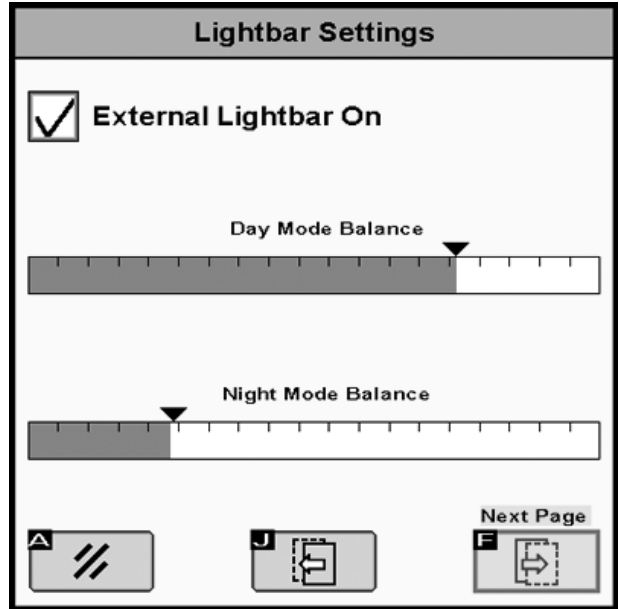 Lightbar Settings
External Lightbar On
Day Mode Balance
Night Mode Balance
Next Page
A
J
F